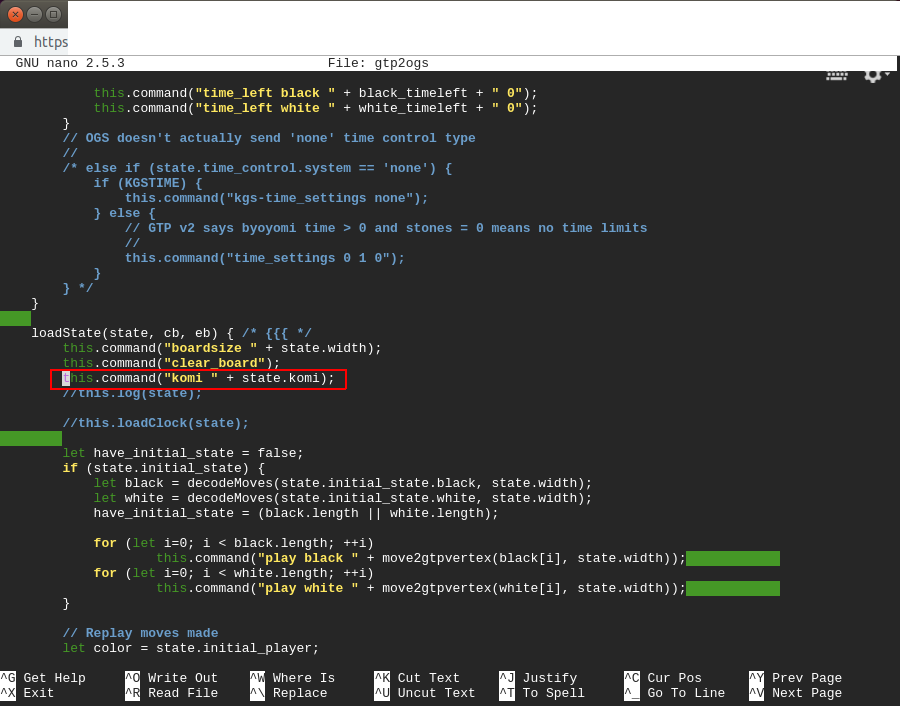 https
GNU nano 2.5.3 File: gtp2ogs
this.command("time_left black " + black_timeleft + " 0");
this.command("time_left white " + white_timeleft + " 0");
}
// OGS doesn't actually send 'none' time control type
//
/* else if (state.time_control.system == 'none') {
if (KGSTIME) {
this.command("kgs-time_settings none");
} else {
// GTP v2 says byoyomi time > 0 and stones = 0 means no time limits
//
this.command("time_settings 0 1 0");
}
} */
}
loadState(state, cb, eb) { /* {{{ */
this.command("boardsize " + state.width);
this.command("clear_board");
this.command("komi " + state.komi);
//this.log(state);
//this.loadClock(state);
let have_initial_state = false;
if (state.initial_state) {
let black = decodeMoves(state.initial_state.black, state.width);
let white = decodeMoves(state.initial_state.white, state.width);
have_initial_state = (black.length || white.length);
for (let i=0; i < black.length; ++i)
this.command("play black " + move2gtpvertex(black[i], state.width));
for (let i=0; i < white.length; ++i)
this.command("play white " + move2gtpvertex(white[i], state.width));
}
// Replay moves made
let color = state.initial_player;
^G Get Help ^O Write Out ^W Where Is ^K Cut Text ^J Justify ^C Cur Pos ^Y Prev Page
^X Exit ^R Read File ^\ Replace ^U Uncut Text ^T To Spell ^_ Go To Line ^V Next Page